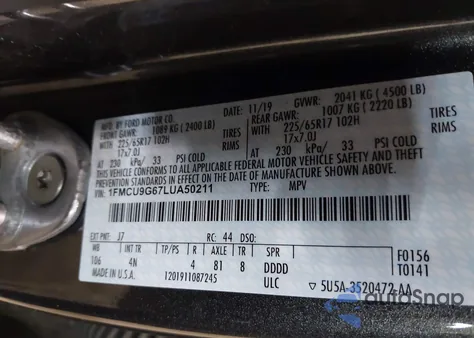 MFD. BY FORD MOTOR CO.
11/19 GVWR: 2041 KG (4500 LB)
FRONT GAWR: 1089 KG (2400 LB) REAR GAWR: 1007 KG (2220 LB)
225/65R17 102H TIRES 225/65R17 102H TIRES
17x7.0J RIMS 17x7.0J RIMS
AT 230 kPa/ 33 PSI COLD AT 230 kPa/ 33 PSI COLD
THIS VEHICLE CONFORMS TO ALL APPLICABLE FEDERAL MOTOR VEHICLE SAFETY AND THEFT
PREVENTION STANDARDS IN EFFECT ON THE DATE OF MANUFACTURE SHOWN ABOVE.
VIN: 1FMCU9G67LUA50211 TYPE: MPV
EXT PNT: J7 RC: 44 DSO:
WB INT TR TP/PS R AXLE TR SPR
106 4N 4 81 8 DDDD
F0156
T0141
MADE IN U.S.A. 1201911087245 ULC
5U5A-3520472-AA
autoSnap